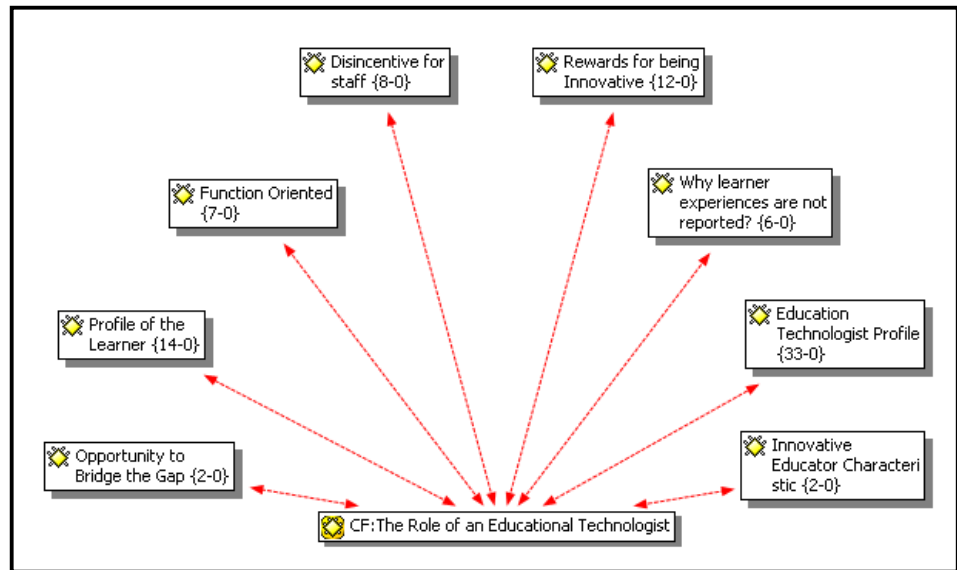 Disincentive for
staff {8-0}
Rewards for being
Innovative {12-0}
Function Oriented
{7-0}
Why learner
experiences are not
reported? {6-0}
Profile of the
Learner {14-0}
Education
Technologist Profile
{33-0}
Opportunity to
Bridge the Gap {2-0}
Innovative
Educator Characteri
stic {2-0}
CF:The Role of an Educational Technologist